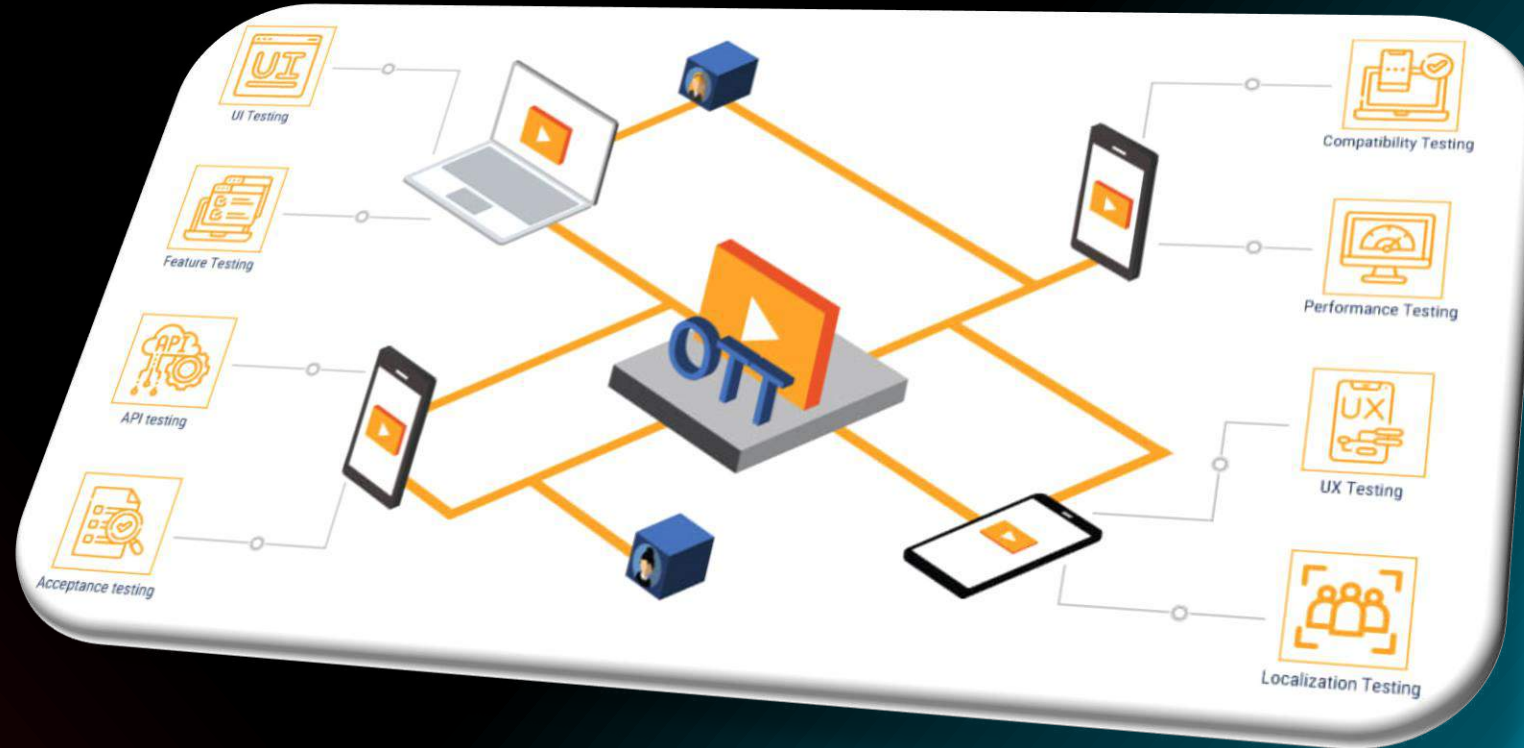 UI
UI Testing
Feature Testing
API
API testing
Acceptance testing
OTT
Compatibility Testing
Performance Testing
UX
UX Testing
Localization Testing